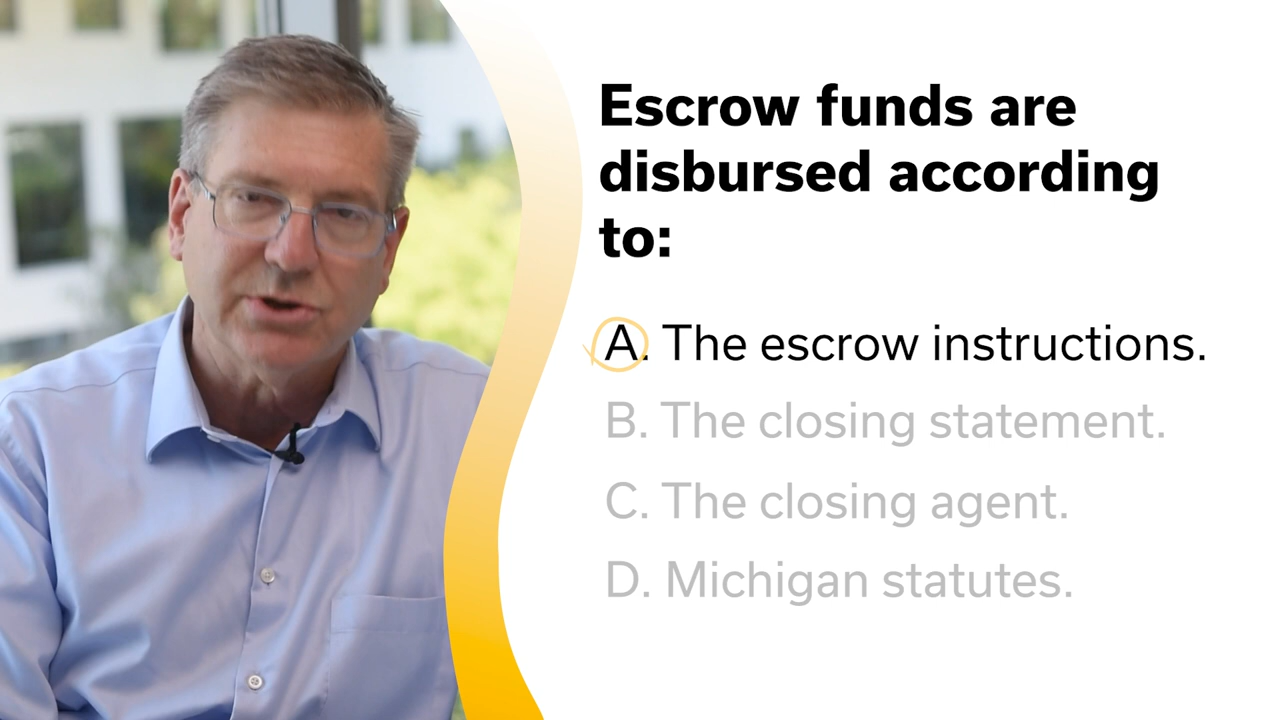 Escrow funds are
disbursed according
to:
A. The escrow instructions.
B. The closing statement.
C. The closing agent.
D. Michigan statutes.